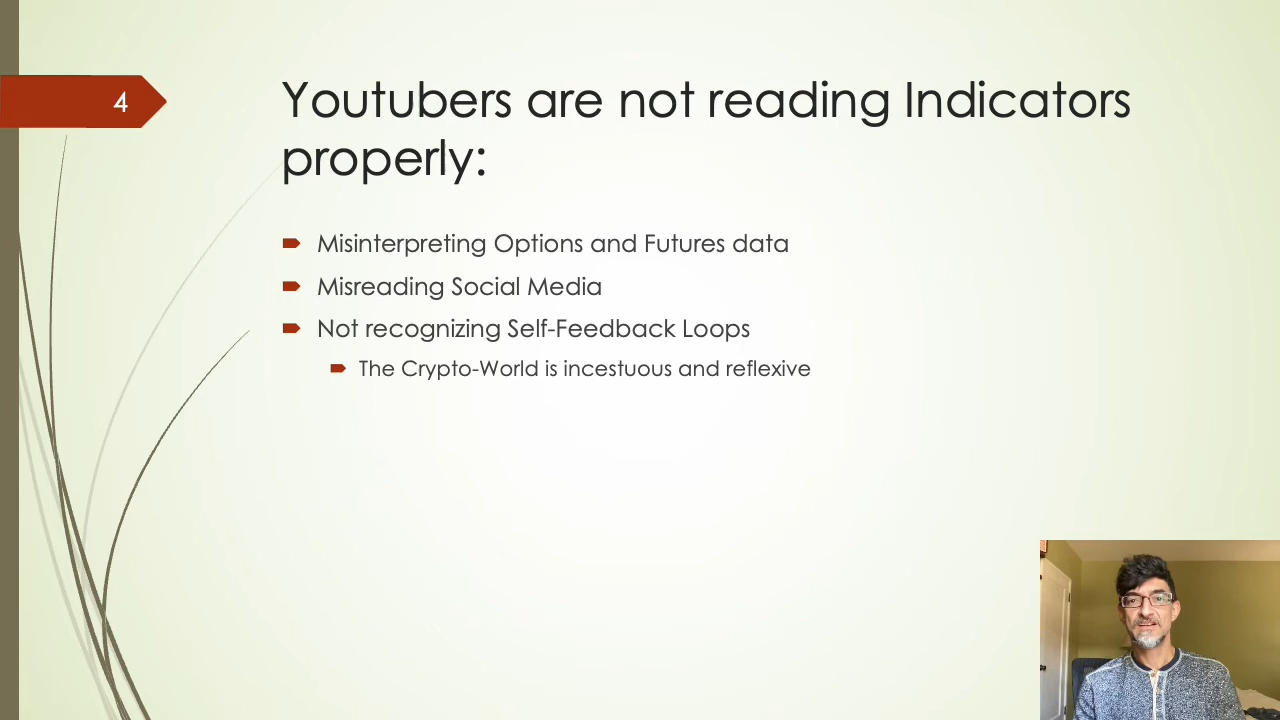 4
Youtubers are not reading Indicators
properly:
Misinterpreting Options and Futures data
Misreading Social Media
Not recognizing Self-Feedback Loops
The Crypto-World is incestuous and reflexive